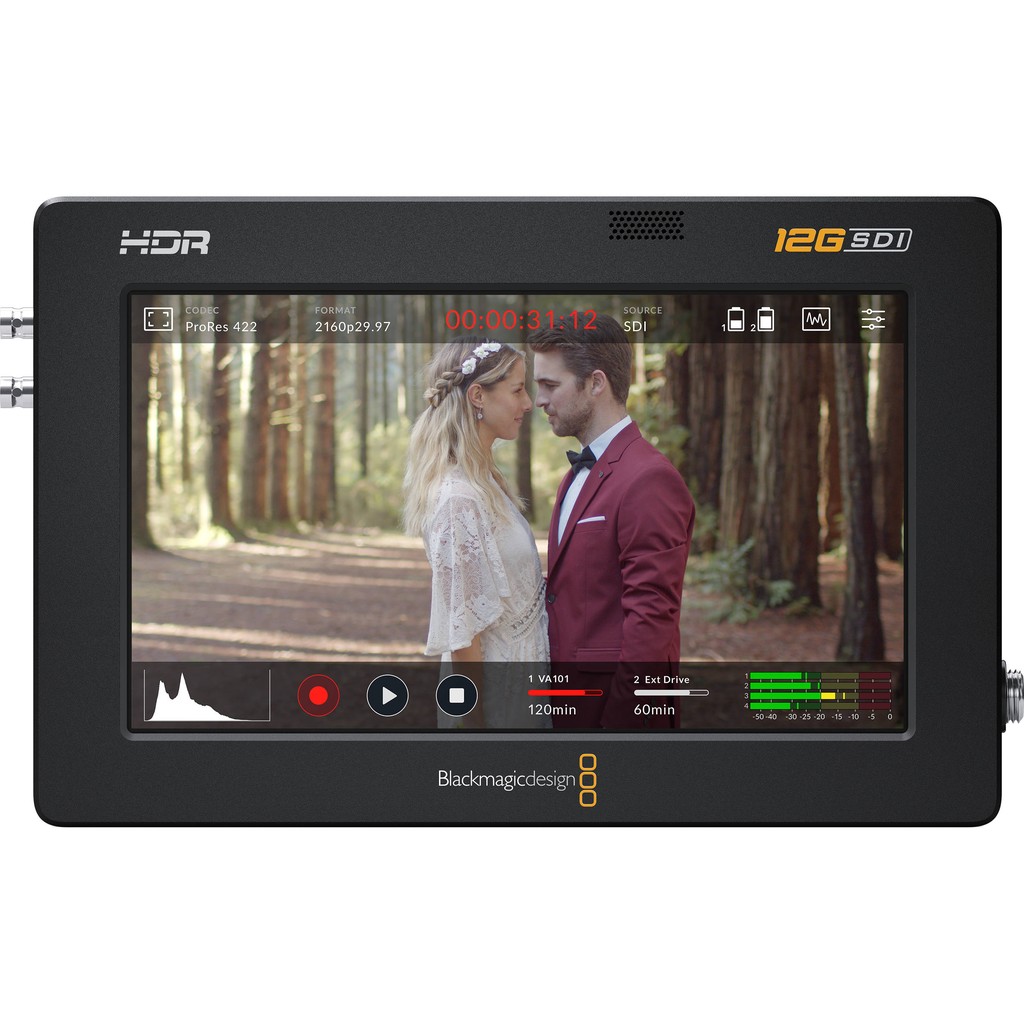 HDR
12G SDI
CODEC
ProRes 422
FORMAT
2160p29.97
00:00:31:12
SOURCE
SDI
1
2
1 VA101
120min
2 Ext Drive
60min
1
2
3
4
-50 -40 -30 -25 -20 -15 -10 -5 0
Blackmagicdesign